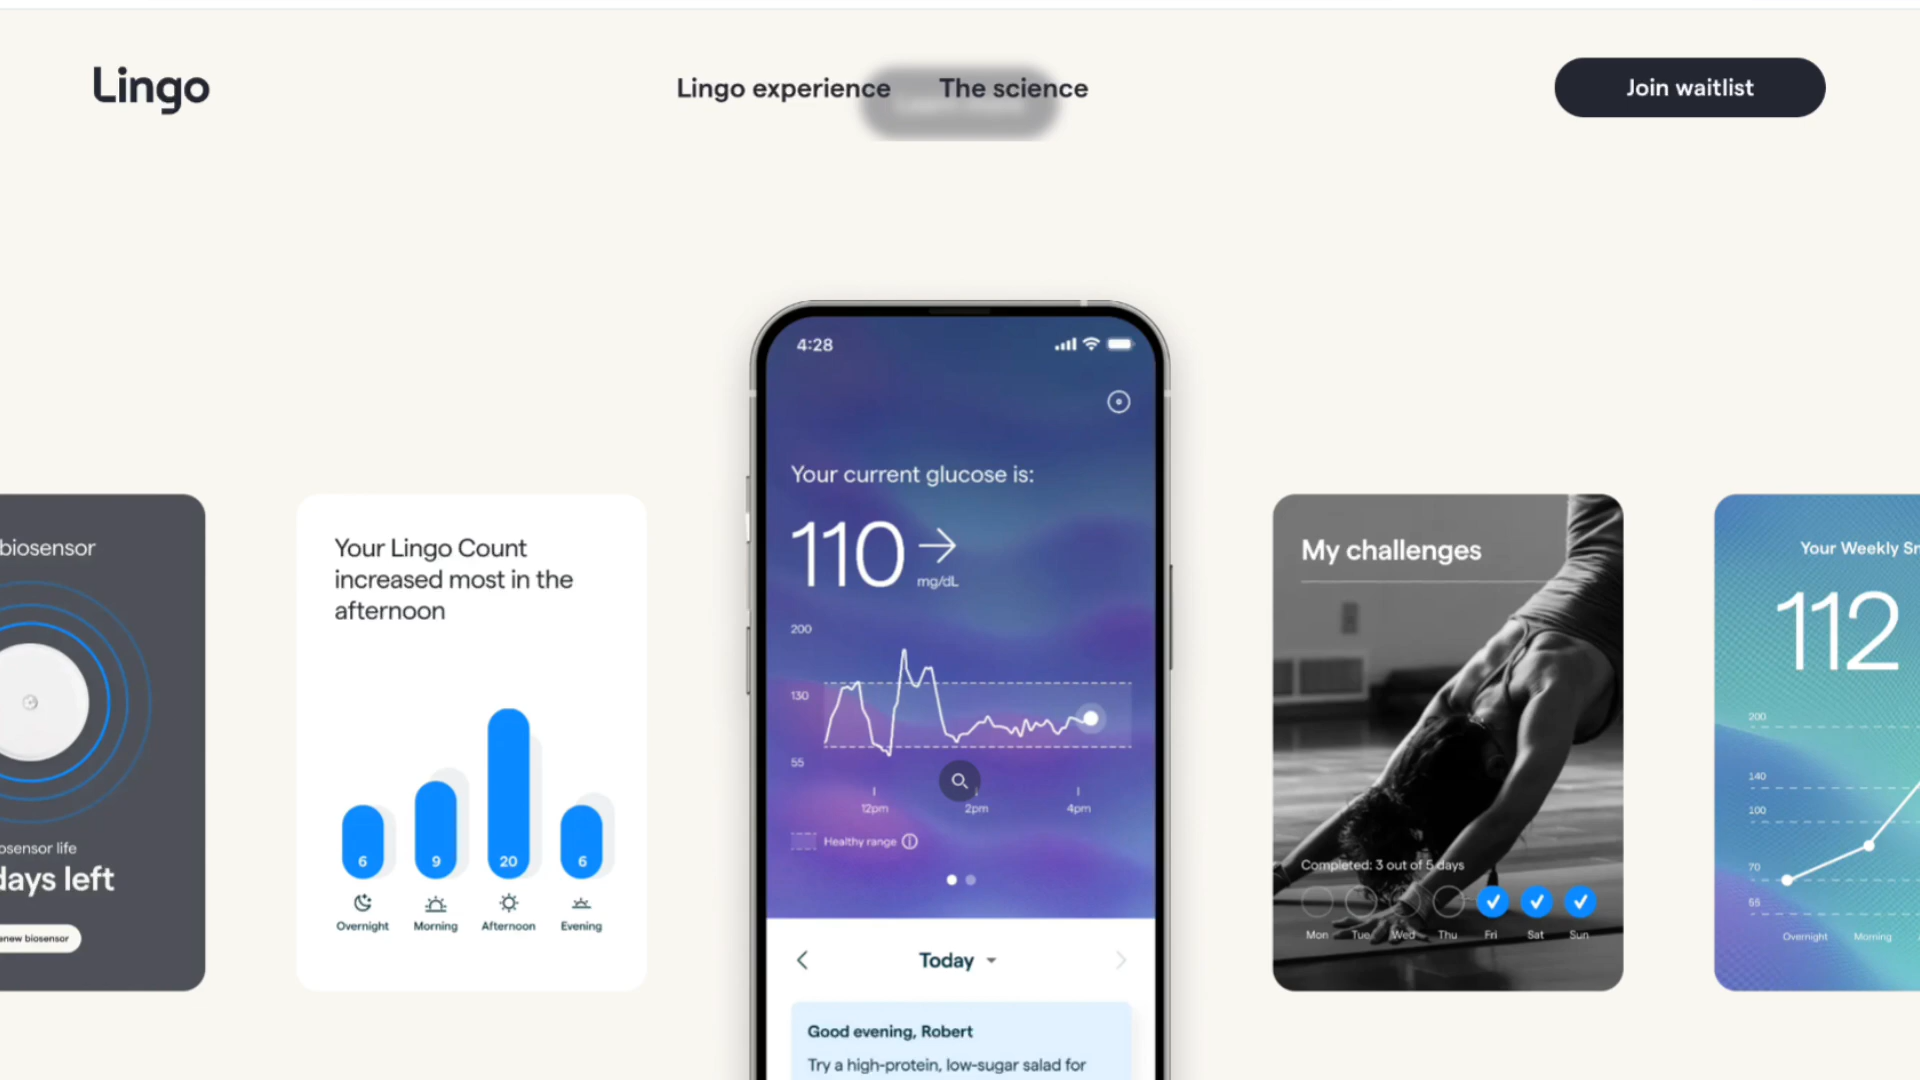 Lingo
Lingo experience
The science
Join waitlist
biosensor
days left
Your Lingo Count
increased most in the
afternoon
6
9
20
6
Overnight
Morning
Afternoon
Evening
4:28
Your current glucose is:
110
mg/dL
200
130
55
12pm
2pm
4pm
Healthy range
Today
Good evening, Robert
Try a high-protein, low-sugar salad for
My challenges
Completed: 3 out of 5 days
Mon
Tue
Wed
Thu
Fri
Sat
Sun
Your Weekly
112
200
140
100
70
55
Overnight
Morning